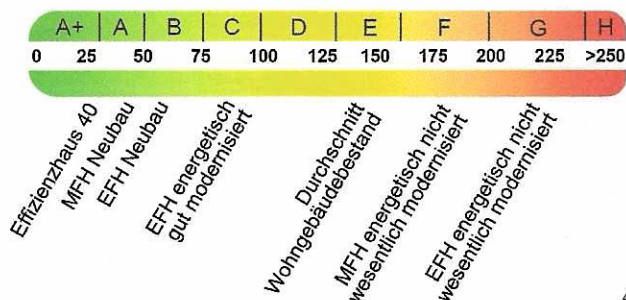 A+ A B C D E F G H
0 25 50 75 100 125 150 175 200 225 >250
Effizienzhaus 40
MFH Neubau
EFH Neubau
EFH energetisch
gut modernisiert
Durchschnitt
Wohngebäudebestand
MFH energetisch nicht
wesentlich modernisiert
EFH energetisch nicht
wesentlich modernisiert